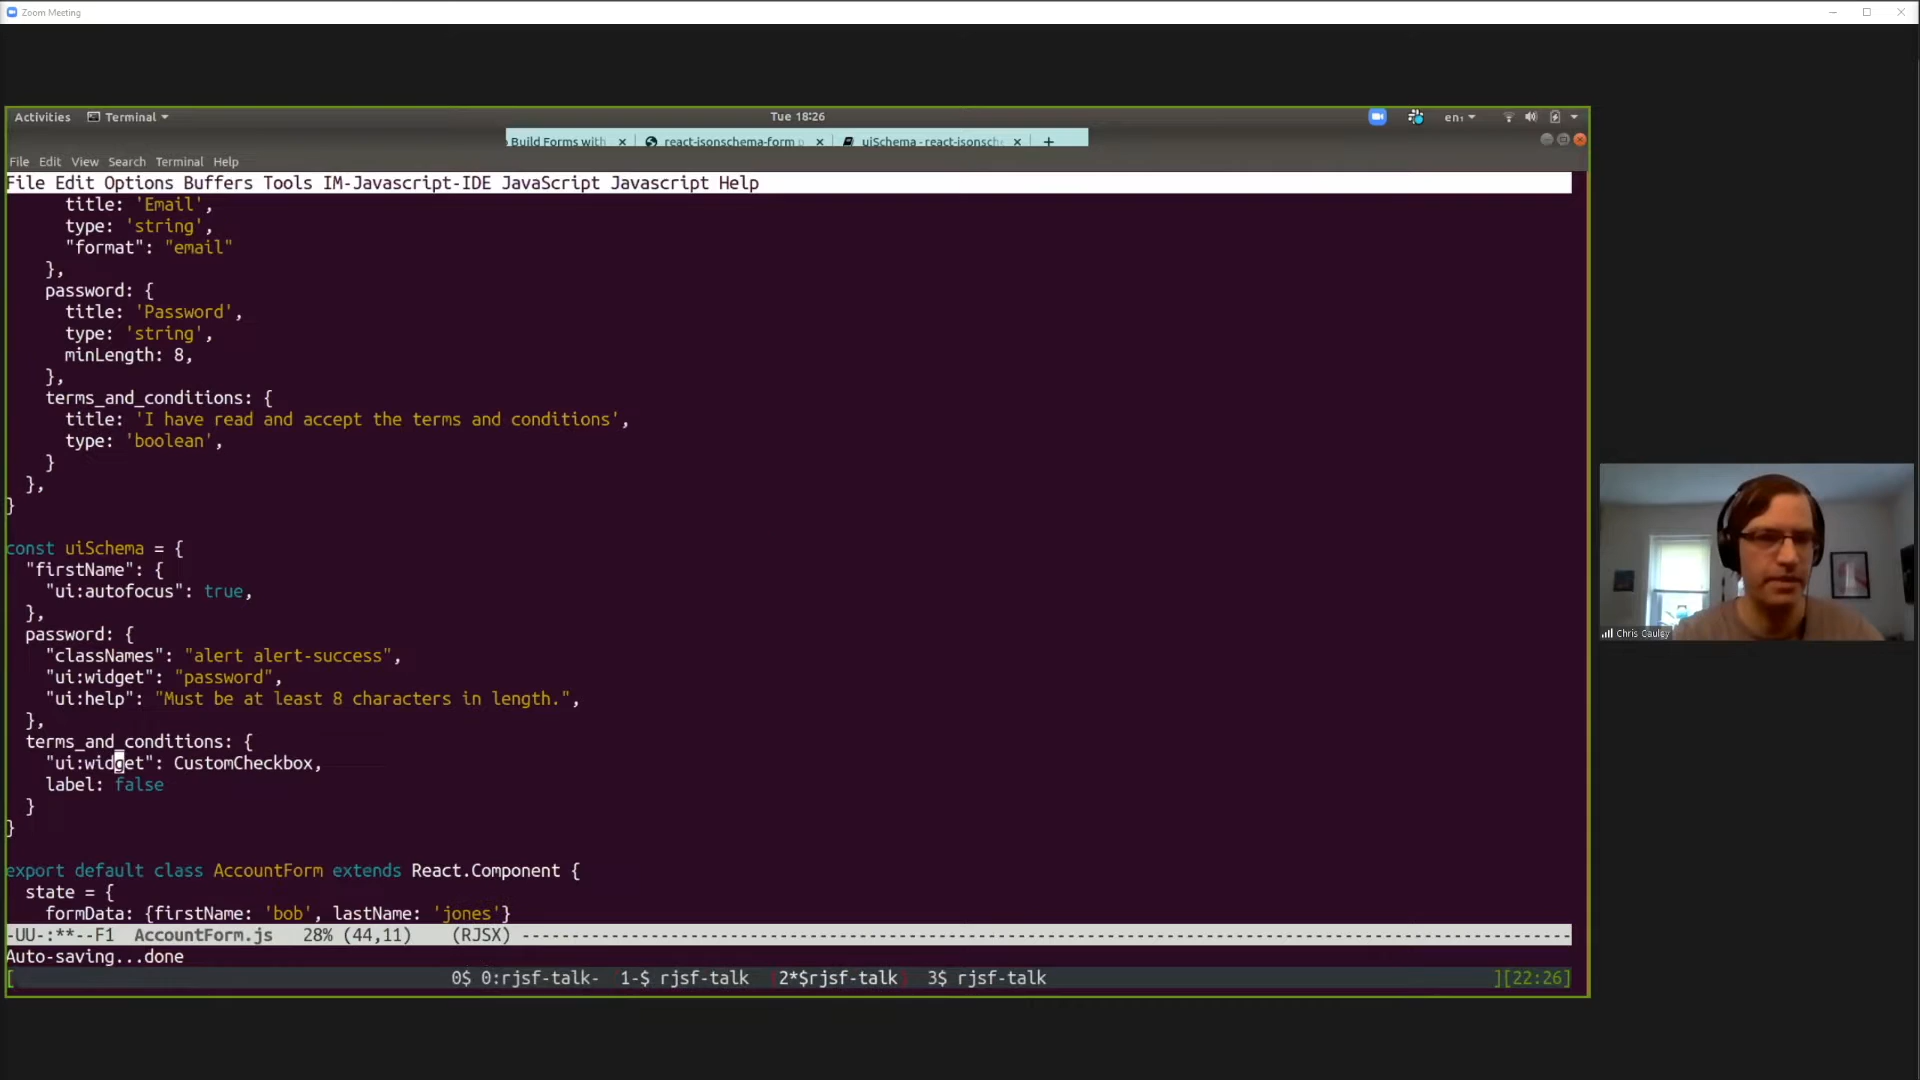 Zoom Meeting
Activities Terminal Tue 18:26 en₁
Build Forms with × react-jsonschema-form × uiSchema - react-jsonsch × +
File Edit View Search Terminal Help
File Edit Options Buffers Tools IM-Javascript-IDE JavaScript Javascript Help
title: 'Email',
type: 'string',
"format": "email"
},
password: {
title: 'Password',
type: 'string',
minLength: 8,
},
terms_and_conditions: {
title: 'I have read and accept the terms and conditions',
type: 'boolean',
}
},
}
const uiSchema = {
"firstName": {
"ui:autofocus": true,
},
password: {
"classNames": "alert alert-success",
"ui:widget": "password",
"ui:help": "Must be at least 8 characters in length.",
},
terms_and_conditions: {
"ui:widget": CustomCheckbox,
label: false
}
}
export default class AccountForm extends React.Component {
state = {
formData: {firstName: 'bob', lastName: 'jones'}
-UU-:**--F1 AccountForm.js 28% (44,11) (RJSX) ----------------------------------------
Auto-saving...done
[ 0$ 0:rjsf-talk- 1-$ rjsf-talk 2*$rjsf-talk 3$ rjsf-talk ][22:26]
Chris Cauley